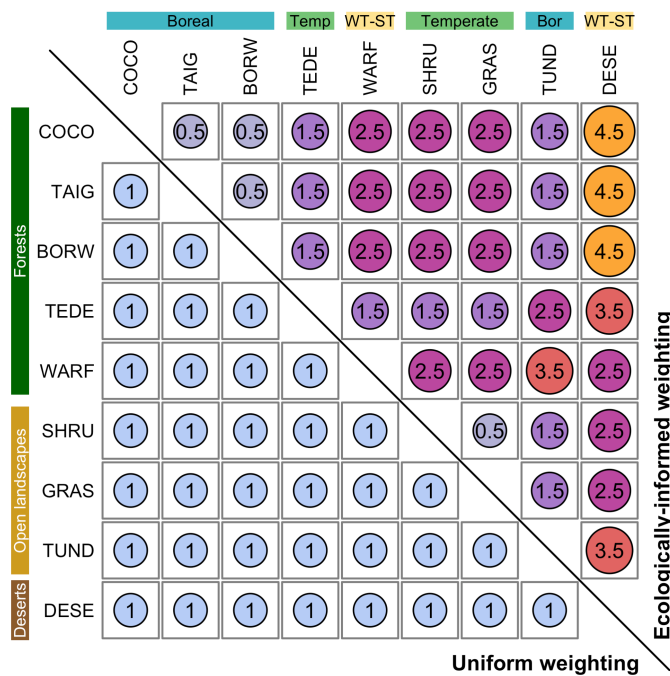 Boreal Temp WT-ST Temperate Bor WT-ST
COCO TAIG BORW TEDE WARF SHRU GRAS TUND DESE
COCO 0.5 0.5 1.5 2.5 2.5 2.5 1.5 4.5
TAIG 1 0.5 1.5 2.5 2.5 2.5 1.5 4.5
BORW 1 1 1.5 2.5 2.5 2.5 1.5 4.5
TEDE 1 1 1 1.5 1.5 1.5 2.5 3.5
WARF 1 1 1 1 2.5 2.5 3.5 2.5
SHRU 1 1 1 1 1 0.5 1.5 2.5
GRAS 1 1 1 1 1 1 1.5 2.5
TUND 1 1 1 1 1 1 1 3.5
DESE 1 1 1 1 1 1 1 1
Forests
Open landscapes
Deserts
Ecologically-informed weighting
Uniform weighting